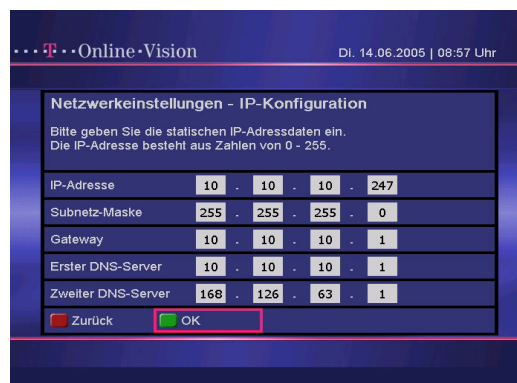 ····T··Online·Vision
Di. 14.06.2005 | 08:57 Uhr
Netzwerkeinstellungen - IP-Konfiguration
Bitte geben Sie die statischen IP-Adressdaten ein.
Die IP-Adresse besteht aus Zahlen von 0 - 255.
IP-Adresse 10 . 10 . 10 . 247
Subnetz-Maske 255 . 255 . 255 . 0
Gateway 10 . 10 . 10 . 1
Erster DNS-Server 10 . 10 . 10 . 1
Zweiter DNS-Server 168 . 126 . 63 . 1
Zurück OK